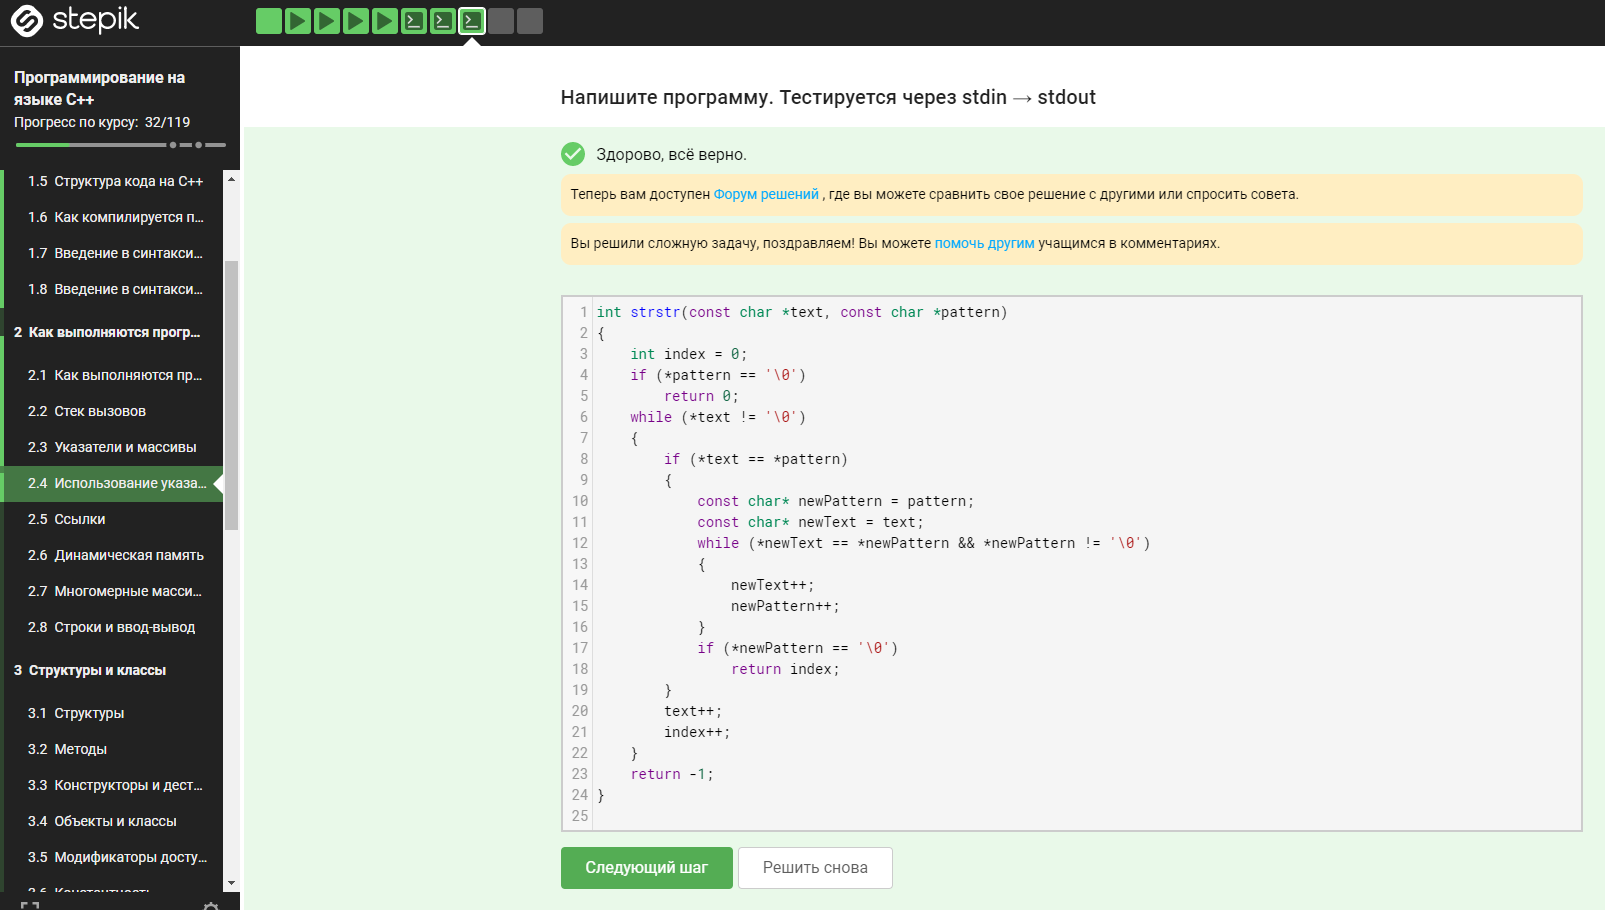 stepik
Программирование на
языке C++
Прогресс по курсу: 32/119
1.5 Структура кода на C++
1.6 Как компилируется п...
1.7 Введение в синтакси...
1.8 Введение в синтакси...
2 Как выполняются прогр...
2.1 Как выполняются пр...
2.2 Стек вызовов
2.3 Указатели и массивы
2.4 Использование указа...
2.5 Ссылки
2.6 Динамическая память
2.7 Многомерные масси...
2.8 Строки и ввод-вывод
3 Структуры и классы
3.1 Структуры
3.2 Методы
3.3 Конструкторы и дест...
3.4 Объекты и классы
3.5 Модификаторы досту...
3.6 Константность
Напишите программу. Тестируется через stdin → stdout
Здорово, всё верно.
Теперь вам доступен Форум решений , где вы можете сравнить свое решение с другими или спросить совета.
Вы решили сложную задачу, поздравляем! Вы можете помочь другим учащимся в комментариях.
1 int strstr(const char *text, const char *pattern)
2 {
3     int index = 0;
4     if (*pattern == '\0')
5         return 0;
6     while (*text != '\0')
7     {
8         if (*text == *pattern)
9         {
10             const char* newPattern = pattern;
11             const char* newText = text;
12             while (*newText == *newPattern && *newPattern != '\0')
13             {
14                 newText++;
15                 newPattern++;
16             }
17             if (*newPattern == '\0')
18                 return index;
19         }
20         text++;
21         index++;
22     }
23     return -1;
24 }
25
Следующий шаг
Решить снова